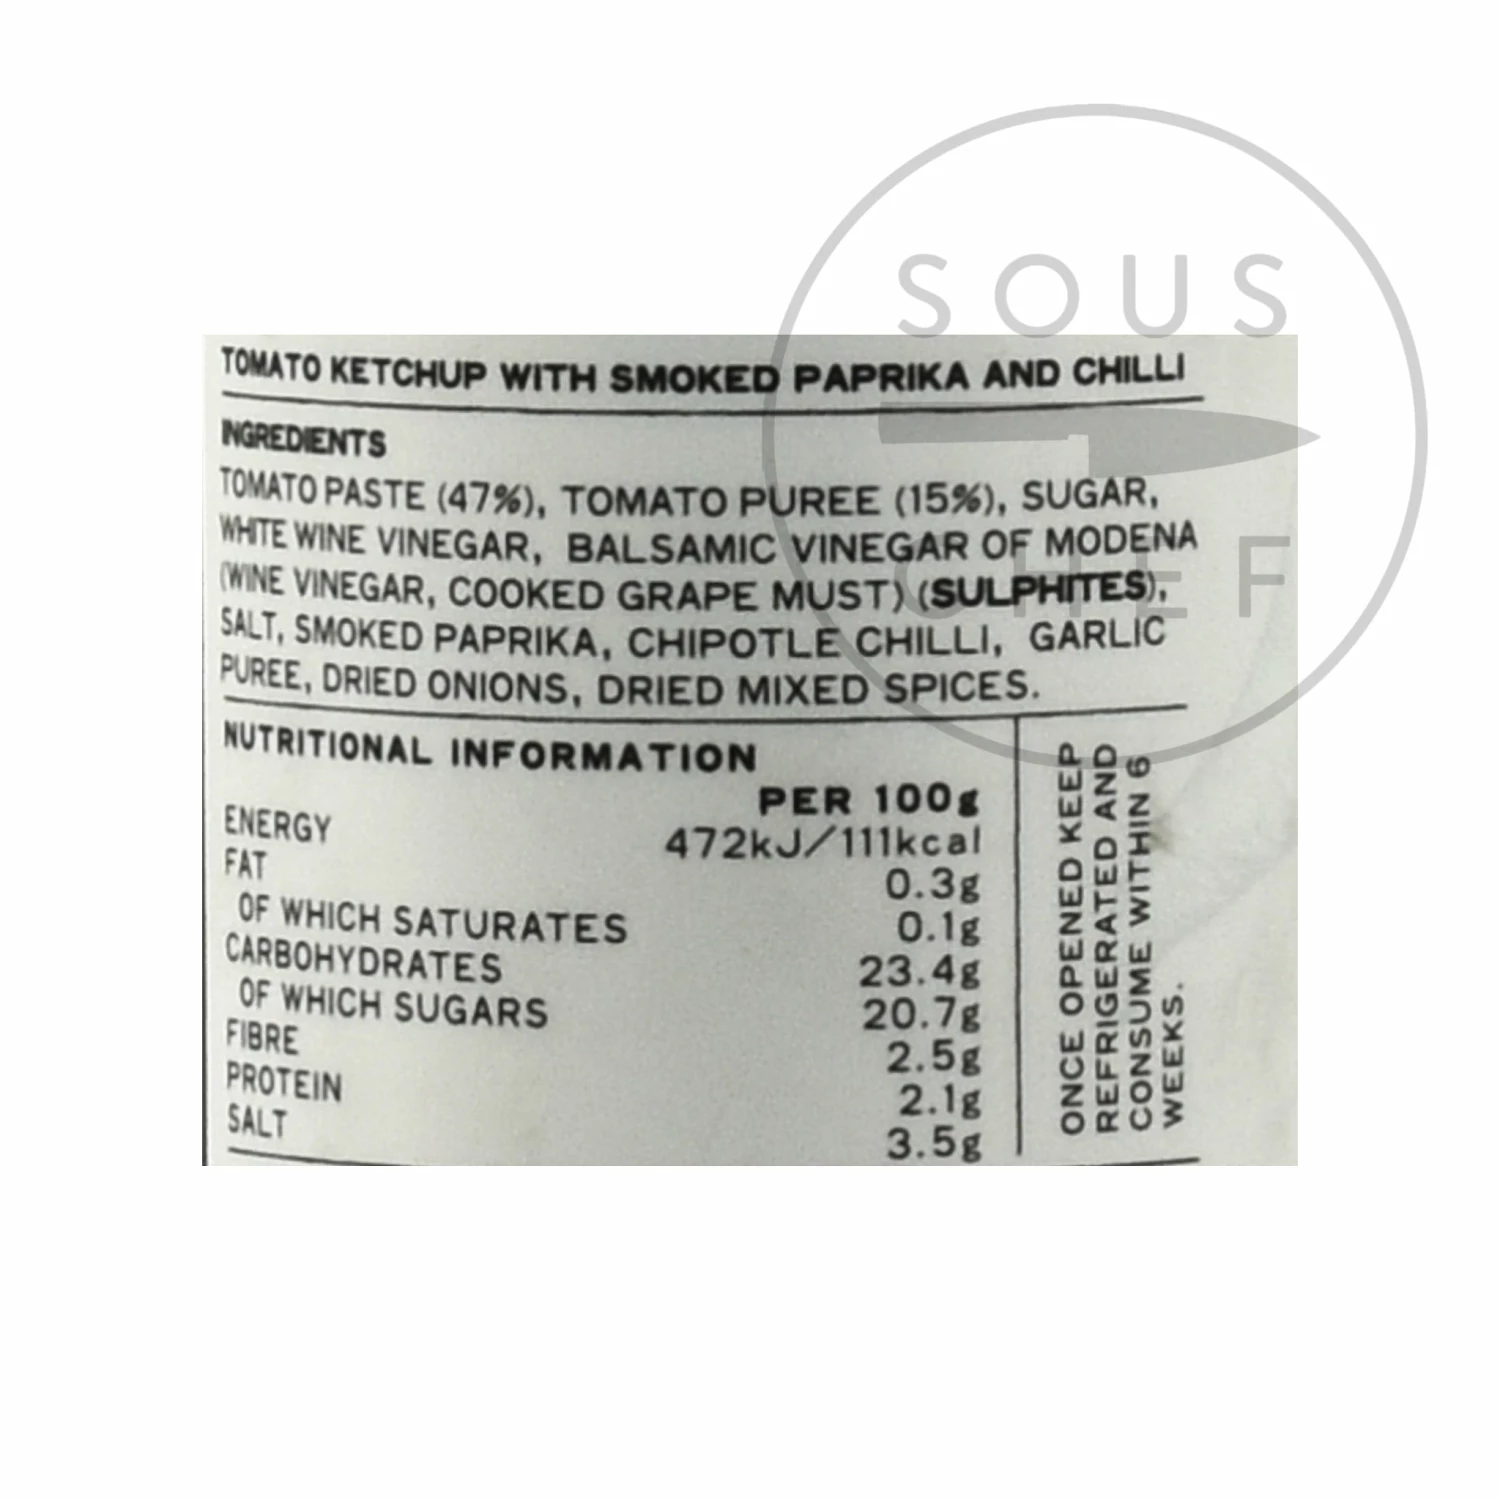 SOUS
CHEF
TOMATO KETCHUP WITH SMOKED PAPRIKA AND CHILLI
INGREDIENTS
TOMATO PASTE (47%), TOMATO PUREE (15%), SUGAR,
WHITE WINE VINEGAR, BALSAMIC VINEGAR OF MODENA
(WINE VINEGAR, COOKED GRAPE MUST) (SULPHITES),
SALT, SMOKED PAPRIKA, CHIPOTLE CHILLI, GARLIC
PUREE, DRIED ONIONS, DRIED MIXED SPICES.
NUTRITIONAL INFORMATION
PER 100g
ENERGY 472kJ/111kcal
FAT 0.3g
OF WHICH SATURATES 0.1g
CARBOHYDRATES 23.4g
OF WHICH SUGARS 20.7g
FIBRE 2.5g
PROTEIN 2.1g
SALT 3.5g
ONCE OPENED KEEP
REFRIGERATED AND
CONSUME WITHIN 6
WEEKS.